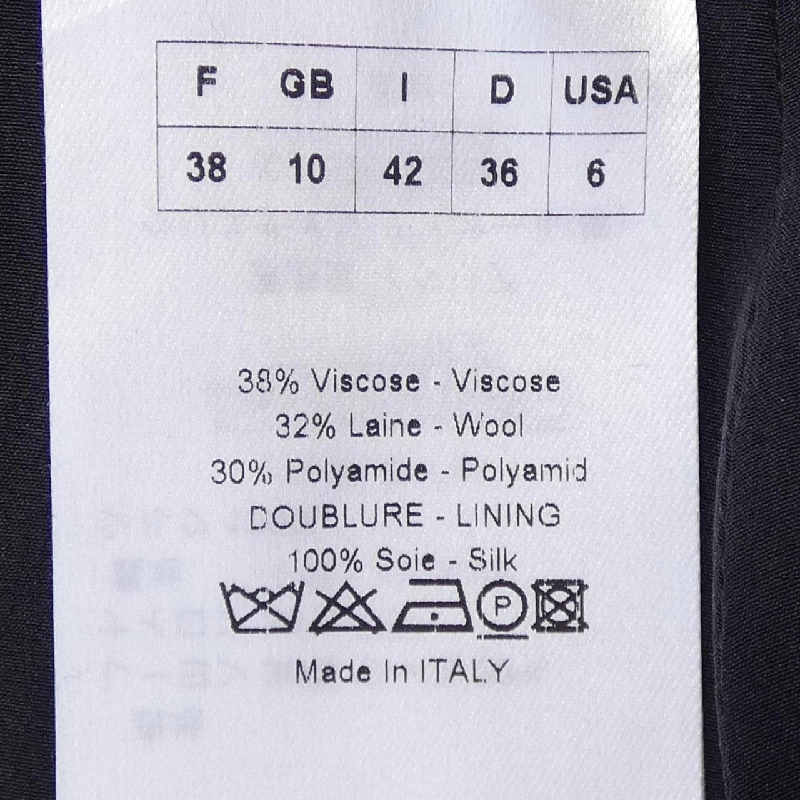 F GB I D USA
38 10 42 36 6
38% Viscose - Viscose
32% Laine - Wool
30% Polyamide - Polyamid
DOUBLURE - LINING
100% Soie - Silk
P
Made In ITALY